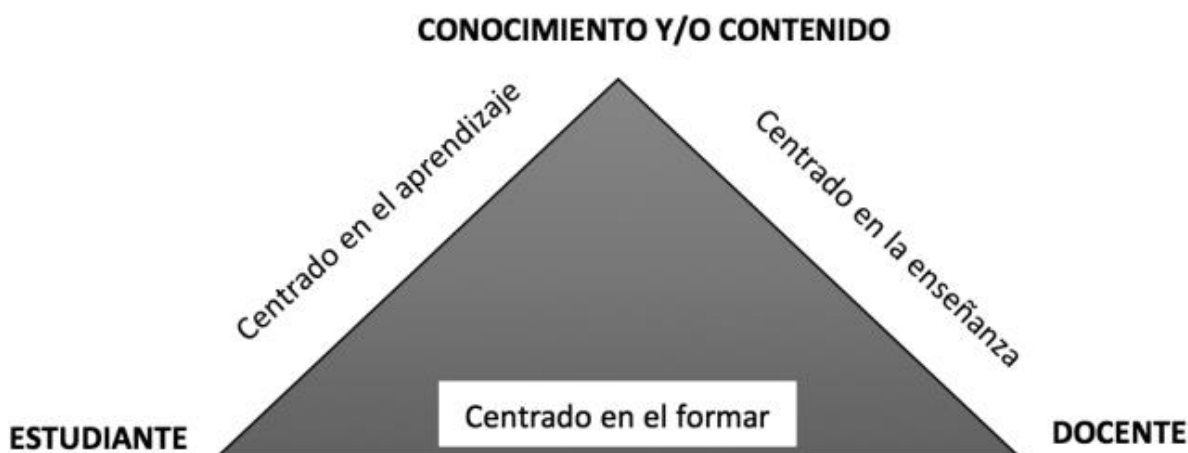 CONOCIMIENTO Y/O CONTENIDO
Centrado en el aprendizaje
Centrado en la enseñanza
Centrado en el formar
ESTUDIANTE
DOCENTE